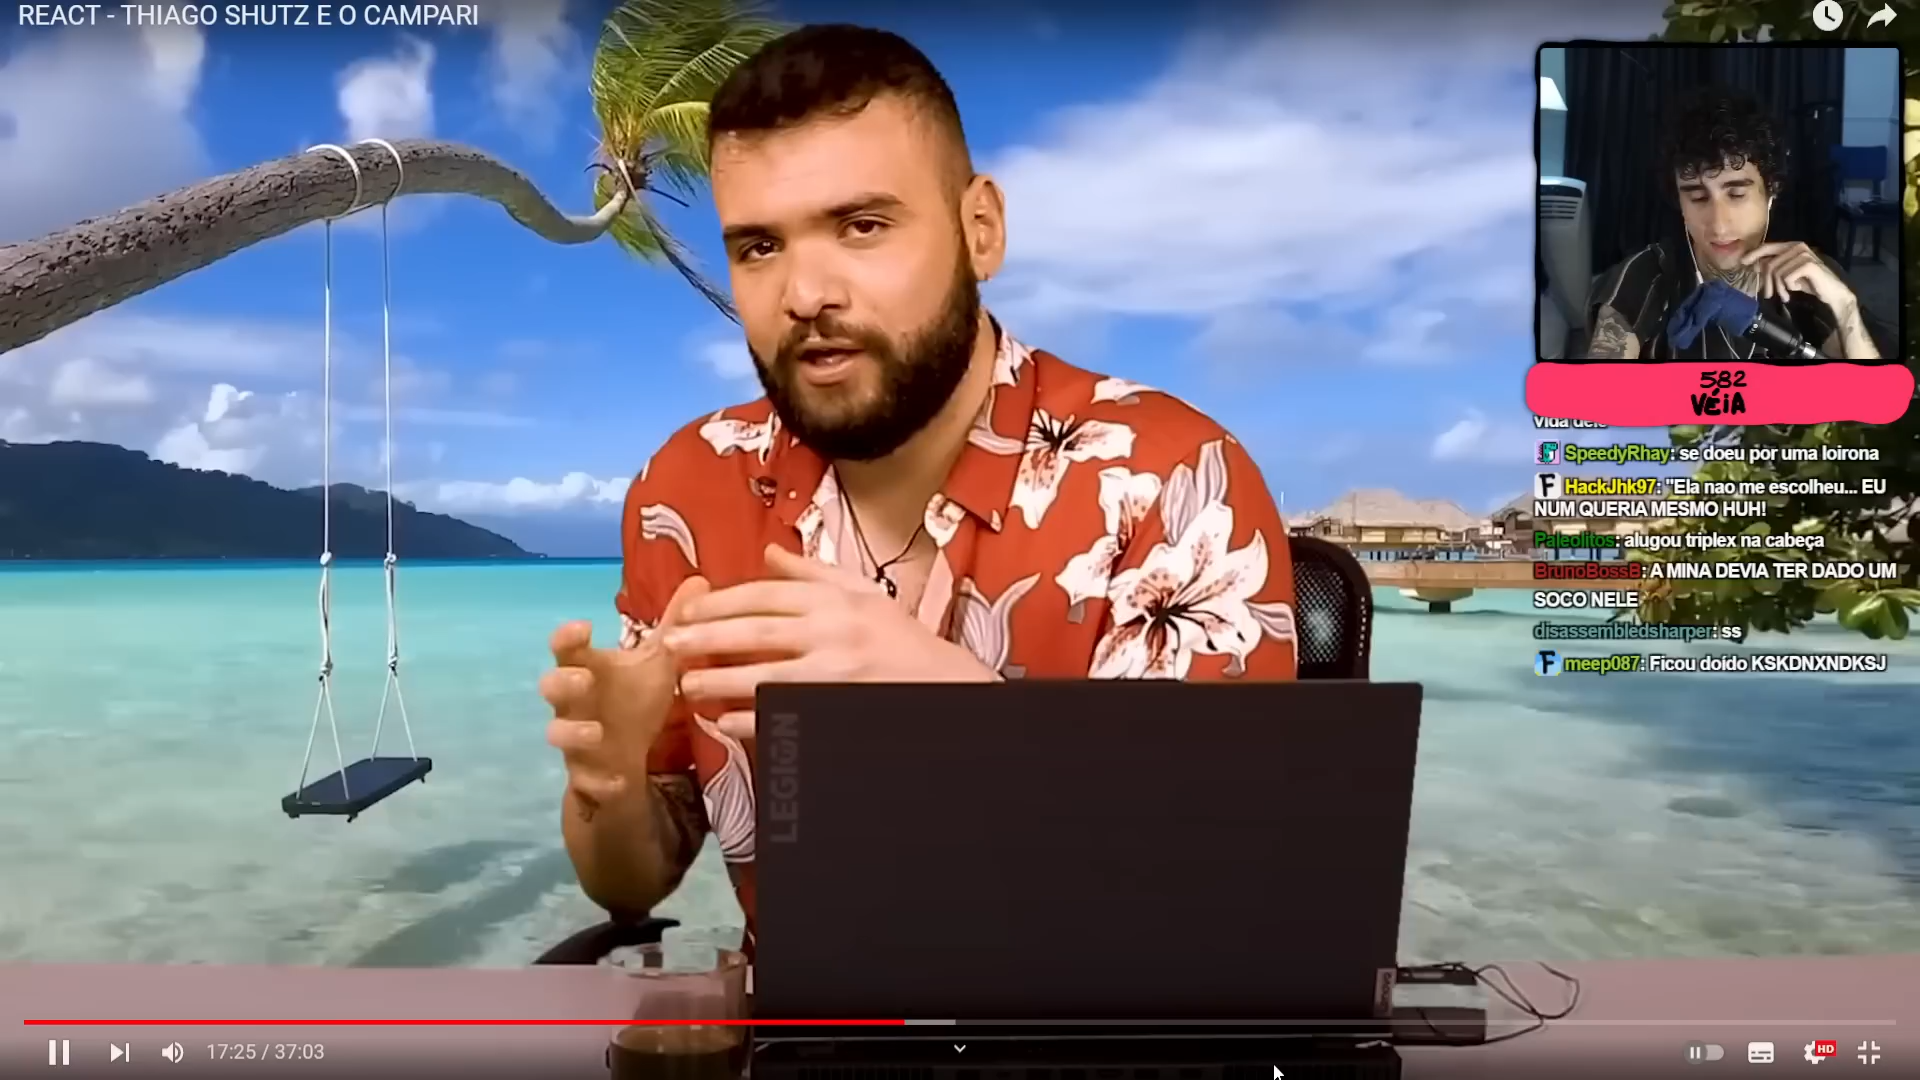 REACT - THIAGO SHUTZ E O CAMPARI
582
VÉIA
SpeedyRhay: se doeu por uma loirona
HackJhk97: "Ela nao me escolheu... EU
NUM QUERIA MESMO HUH!
Paleolitos: alugou triplex na cabeça
BrunoBossB: A MINA DEVIA TER DADO UM
SOCO NELE
disassembledsharper: ss
meep087: Ficou doído KSKDNXNDKSJ
LEGION
17:25 / 37:03
HD